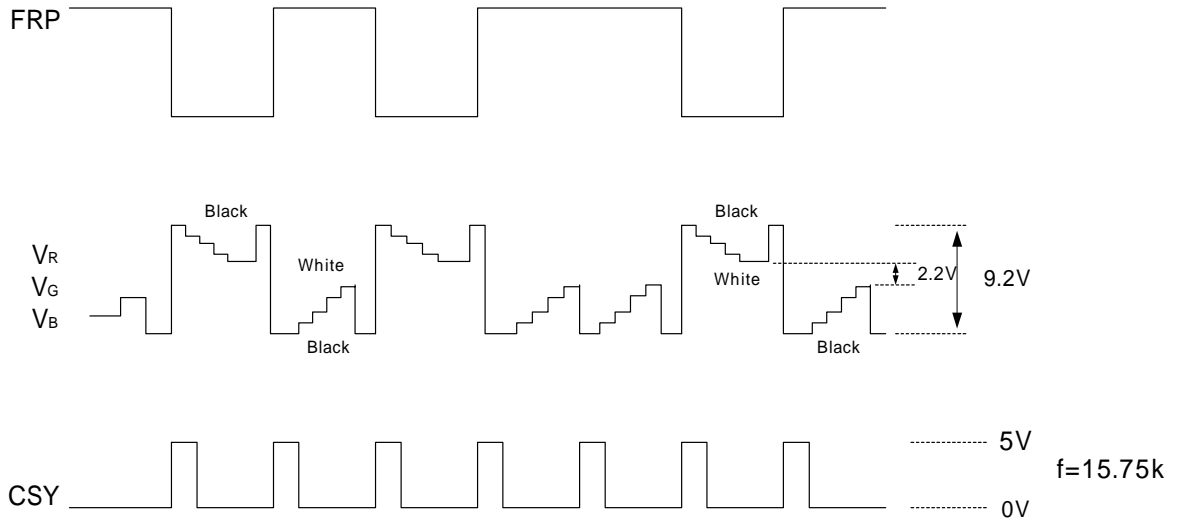 FRP
Black
Black
VR
White
2.2V
White
9.2V
VG
VB
Black
Black
5V
f=15.75k
CSY
0V